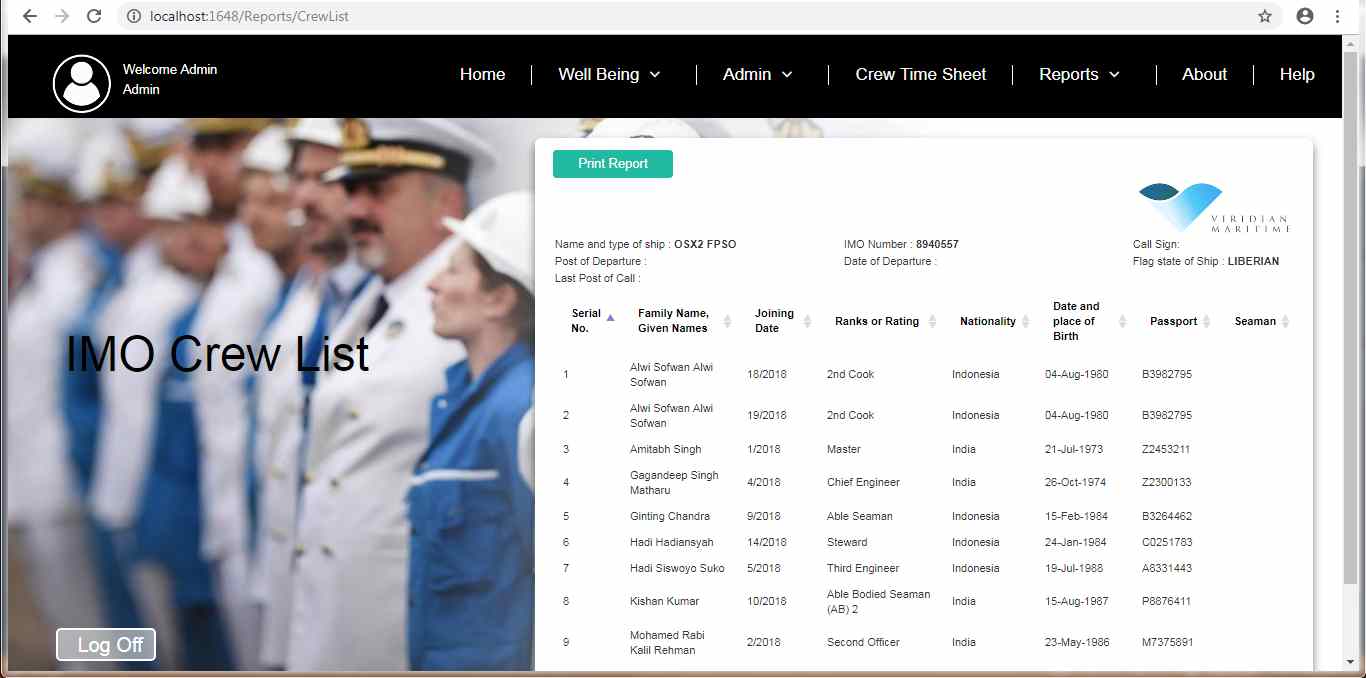 localhost:1648/Reports/CrewList
Welcome Admin
Admin
Home Well Being Admin Crew Time Sheet Reports About Help
Print Report
VIRIDIAN
MARITIME
Name and type of ship : OSX2 FPSO IMO Number : 8940557 Call Sign:
Post of Departure : Date of Departure : Flag state of Ship : LIBERIAN
Last Post of Call :
Serial No. Family Name, Given Names Joining Date Ranks or Rating Nationality Date and place of Birth Passport Seaman
IMO Crew List
1 Alwi Sofwan Alwi Sofwan 18/2018 2nd Cook Indonesia 04-Aug-1980 B3982795
2 Alwi Sofwan Alwi Sofwan 19/2018 2nd Cook Indonesia 04-Aug-1980 B3982795
3 Amitabh Singh 1/2018 Master India 21-Jul-1973 Z2453211
4 Gagandeep Singh Matharu 4/2018 Chief Engineer India 26-Oct-1974 Z2300133
5 Ginting Chandra 9/2018 Able Seaman Indonesia 15-Feb-1984 B3264462
6 Hadi Hadiansyah 14/2018 Steward Indonesia 24-Jan-1984 C0251783
7 Hadi Siswoyo Suko 5/2018 Third Engineer Indonesia 19-Jul-1988 A8331443
8 Kishan Kumar 10/2018 Able Bodied Seaman (AB) 2 India 15-Aug-1987 P8876411
9 Mohamed Rabi Kalil Rehman 2/2018 Second Officer India 23-May-1986 M7375891
Log Off